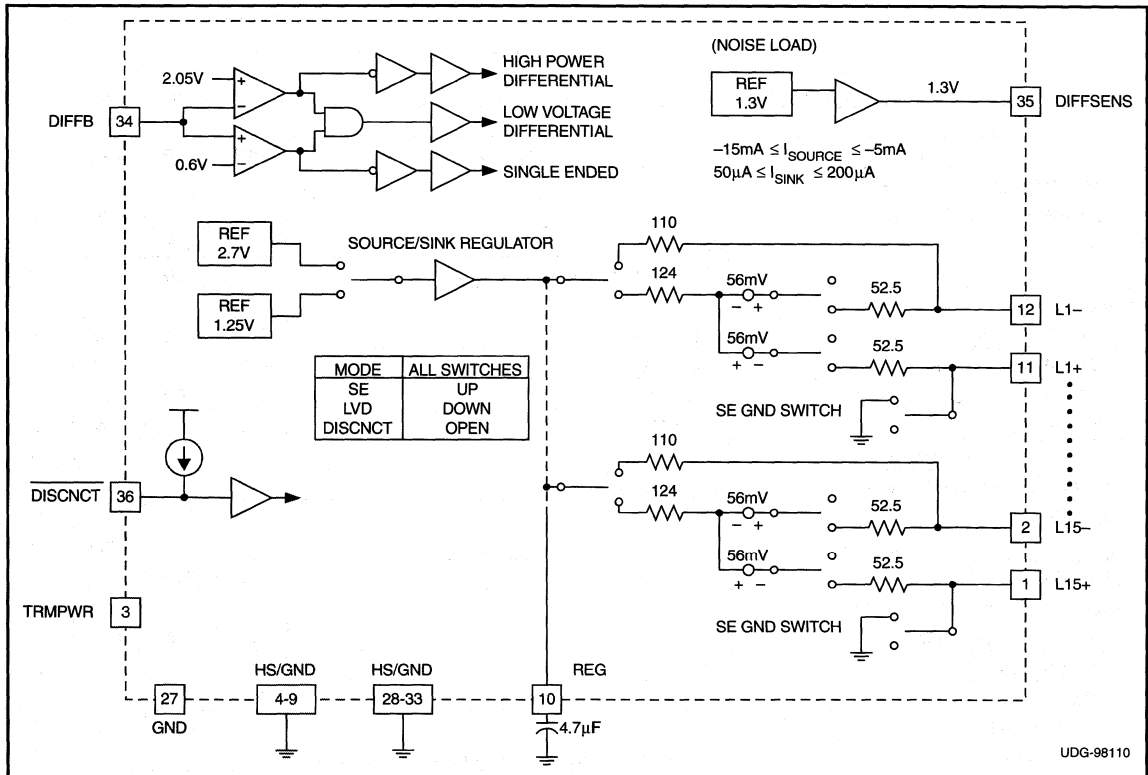 (NOISE LOAD)
HIGH POWER
DIFFERENTIAL
2.05V
+
−
REF
1.3V
1.3V
35
DIFFSENS
DIFFB
34
LOW VOLTAGE
DIFFERENTIAL
+
−
0.6V
SINGLE ENDED
–15mA ≤ I_SOURCE ≤ –5mA
50µA ≤ I_SINK ≤ 200µA
REF
2.7V
SOURCE/SINK REGULATOR
REF
1.25V
110
124
56mV
− +
52.5
12
L1–
56mV
+ −
52.5
11
L1+
SE GND SWITCH
MODE ALL SWITCHES
SE UP
LVD DOWN
DISCNCT OPEN
110
124
56mV
− +
52.5
2
L15–
56mV
+ −
52.5
1
L15+
SE GND SWITCH
DISCNCT
36
TRMPWR
3
HS/GND
HS/GND
REG
27
4-9
28-33
10
GND
4.7µF
UDG-98110